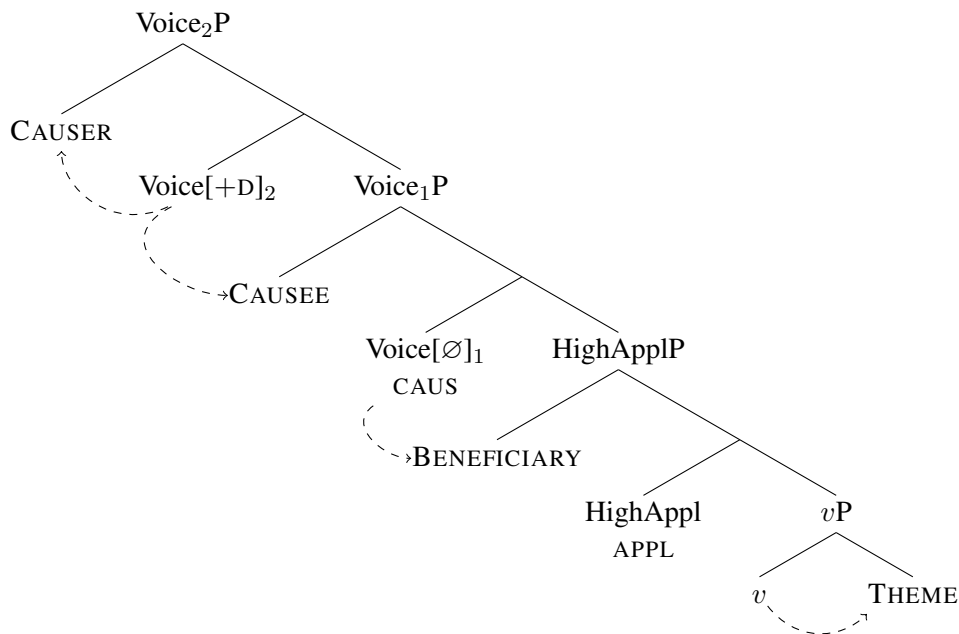 Voice₂P
CAUSER
Voice[+D]₂ Voice₁P
CAUSEE
Voice[∅]₁ HighApplP
CAUS
BENEFICIARY
HighAppl vP
APPL
v THEME